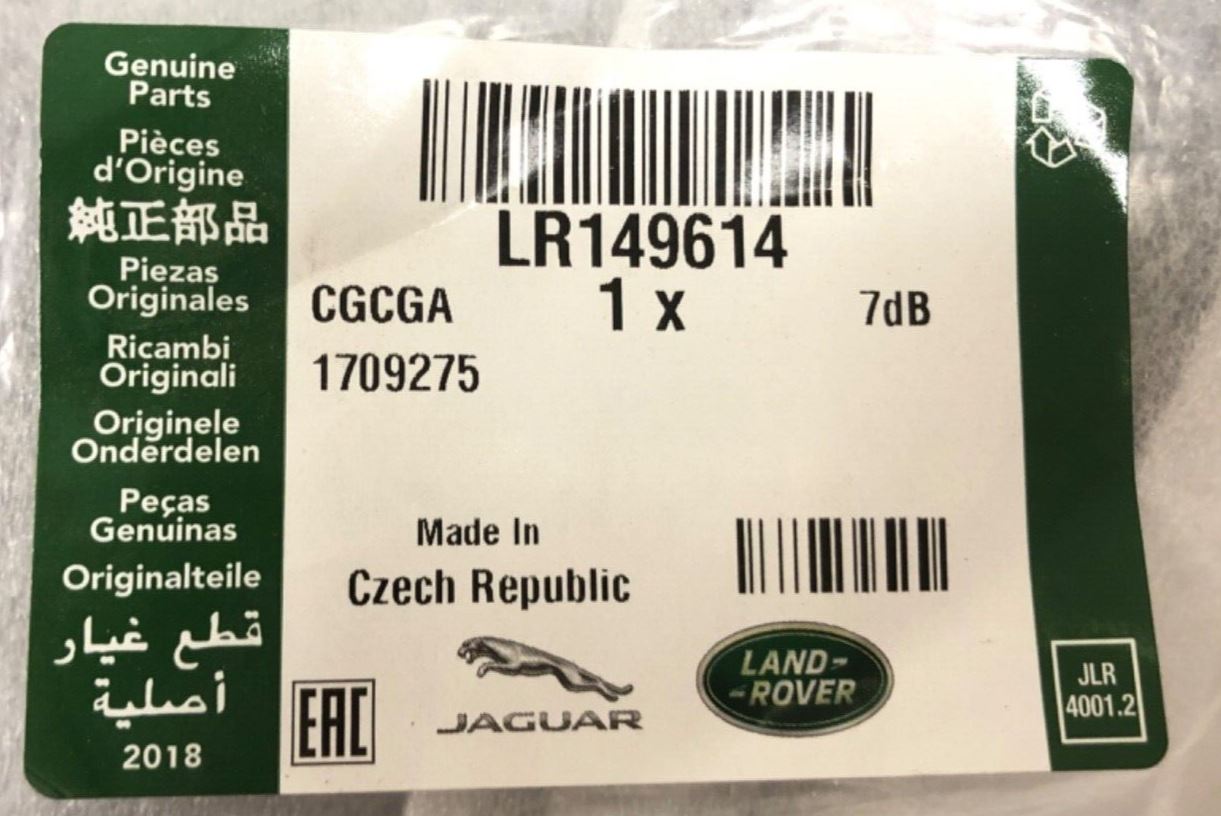 Genuine
Parts
Pièces
d'Origine
純正部品
Piezas
Originales
Ricambi
Originali
Originele
Onderdelen
Peças
Genuinas
Originalteile
قطع غيار
أصلية
2018
LR149614
CGCGA 1 x 7dB
1709275
Made In
Czech Republic
EAC
JAGUAR
LAND-
-ROVER
JLR
4001.2